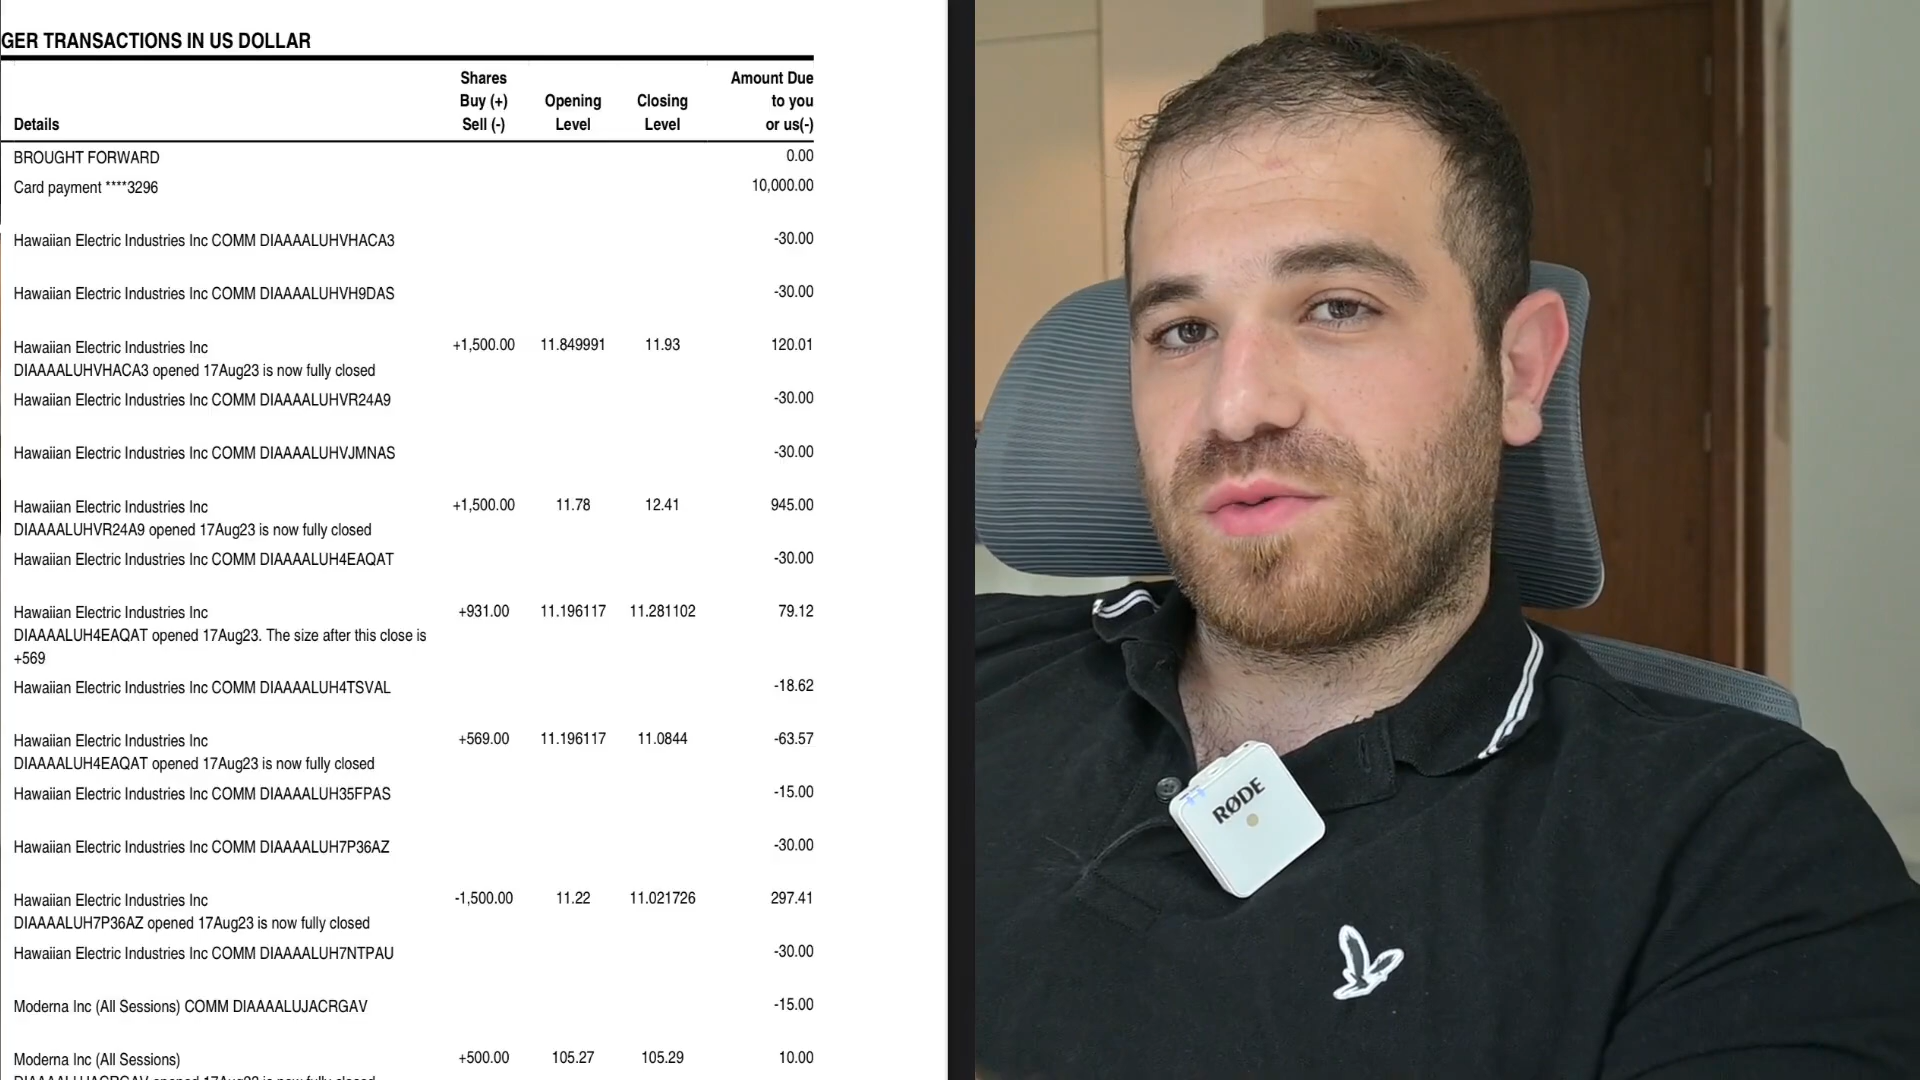 GER TRANSACTIONS IN US DOLLAR
Shares Amount Due
Buy (+) Opening Closing to you
Details Sell (-) Level Level or us(-)
BROUGHT FORWARD 0.00
Card payment ****3296 10,000.00
Hawaiian Electric Industries Inc COMM DIAAAALUHVHACA3 -30.00
Hawaiian Electric Industries Inc COMM DIAAAALUHVH9DAS -30.00
Hawaiian Electric Industries Inc +1,500.00 11.849991 11.93 120.01
DIAAAALUHVHACA3 opened 17Aug23 is now fully closed
Hawaiian Electric Industries Inc COMM DIAAAALUHVR24A9 -30.00
Hawaiian Electric Industries Inc COMM DIAAAALUHVJMNAS -30.00
Hawaiian Electric Industries Inc +1,500.00 11.78 12.41 945.00
DIAAAALUHVR24A9 opened 17Aug23 is now fully closed
Hawaiian Electric Industries Inc COMM DIAAAALUH4EAQAT -30.00
Hawaiian Electric Industries Inc +931.00 11.196117 11.281102 79.12
DIAAAALUH4EAQAT opened 17Aug23. The size after this close is
+569
Hawaiian Electric Industries Inc COMM DIAAAALUH4TSVAL -18.62
Hawaiian Electric Industries Inc +569.00 11.196117 11.0844 -63.57
DIAAAALUH4EAQAT opened 17Aug23 is now fully closed
Hawaiian Electric Industries Inc COMM DIAAAALUH35FPAS -15.00
Hawaiian Electric Industries Inc COMM DIAAAALUH7P36AZ -30.00
Hawaiian Electric Industries Inc -1,500.00 11.22 11.021726 297.41
DIAAAALUH7P36AZ opened 17Aug23 is now fully closed
Hawaiian Electric Industries Inc COMM DIAAAALUH7NTPAU -30.00
Moderna Inc (All Sessions) COMM DIAAAALUJACRGAV -15.00
Moderna Inc (All Sessions) +500.00 105.27 105.29 10.00
RØDE